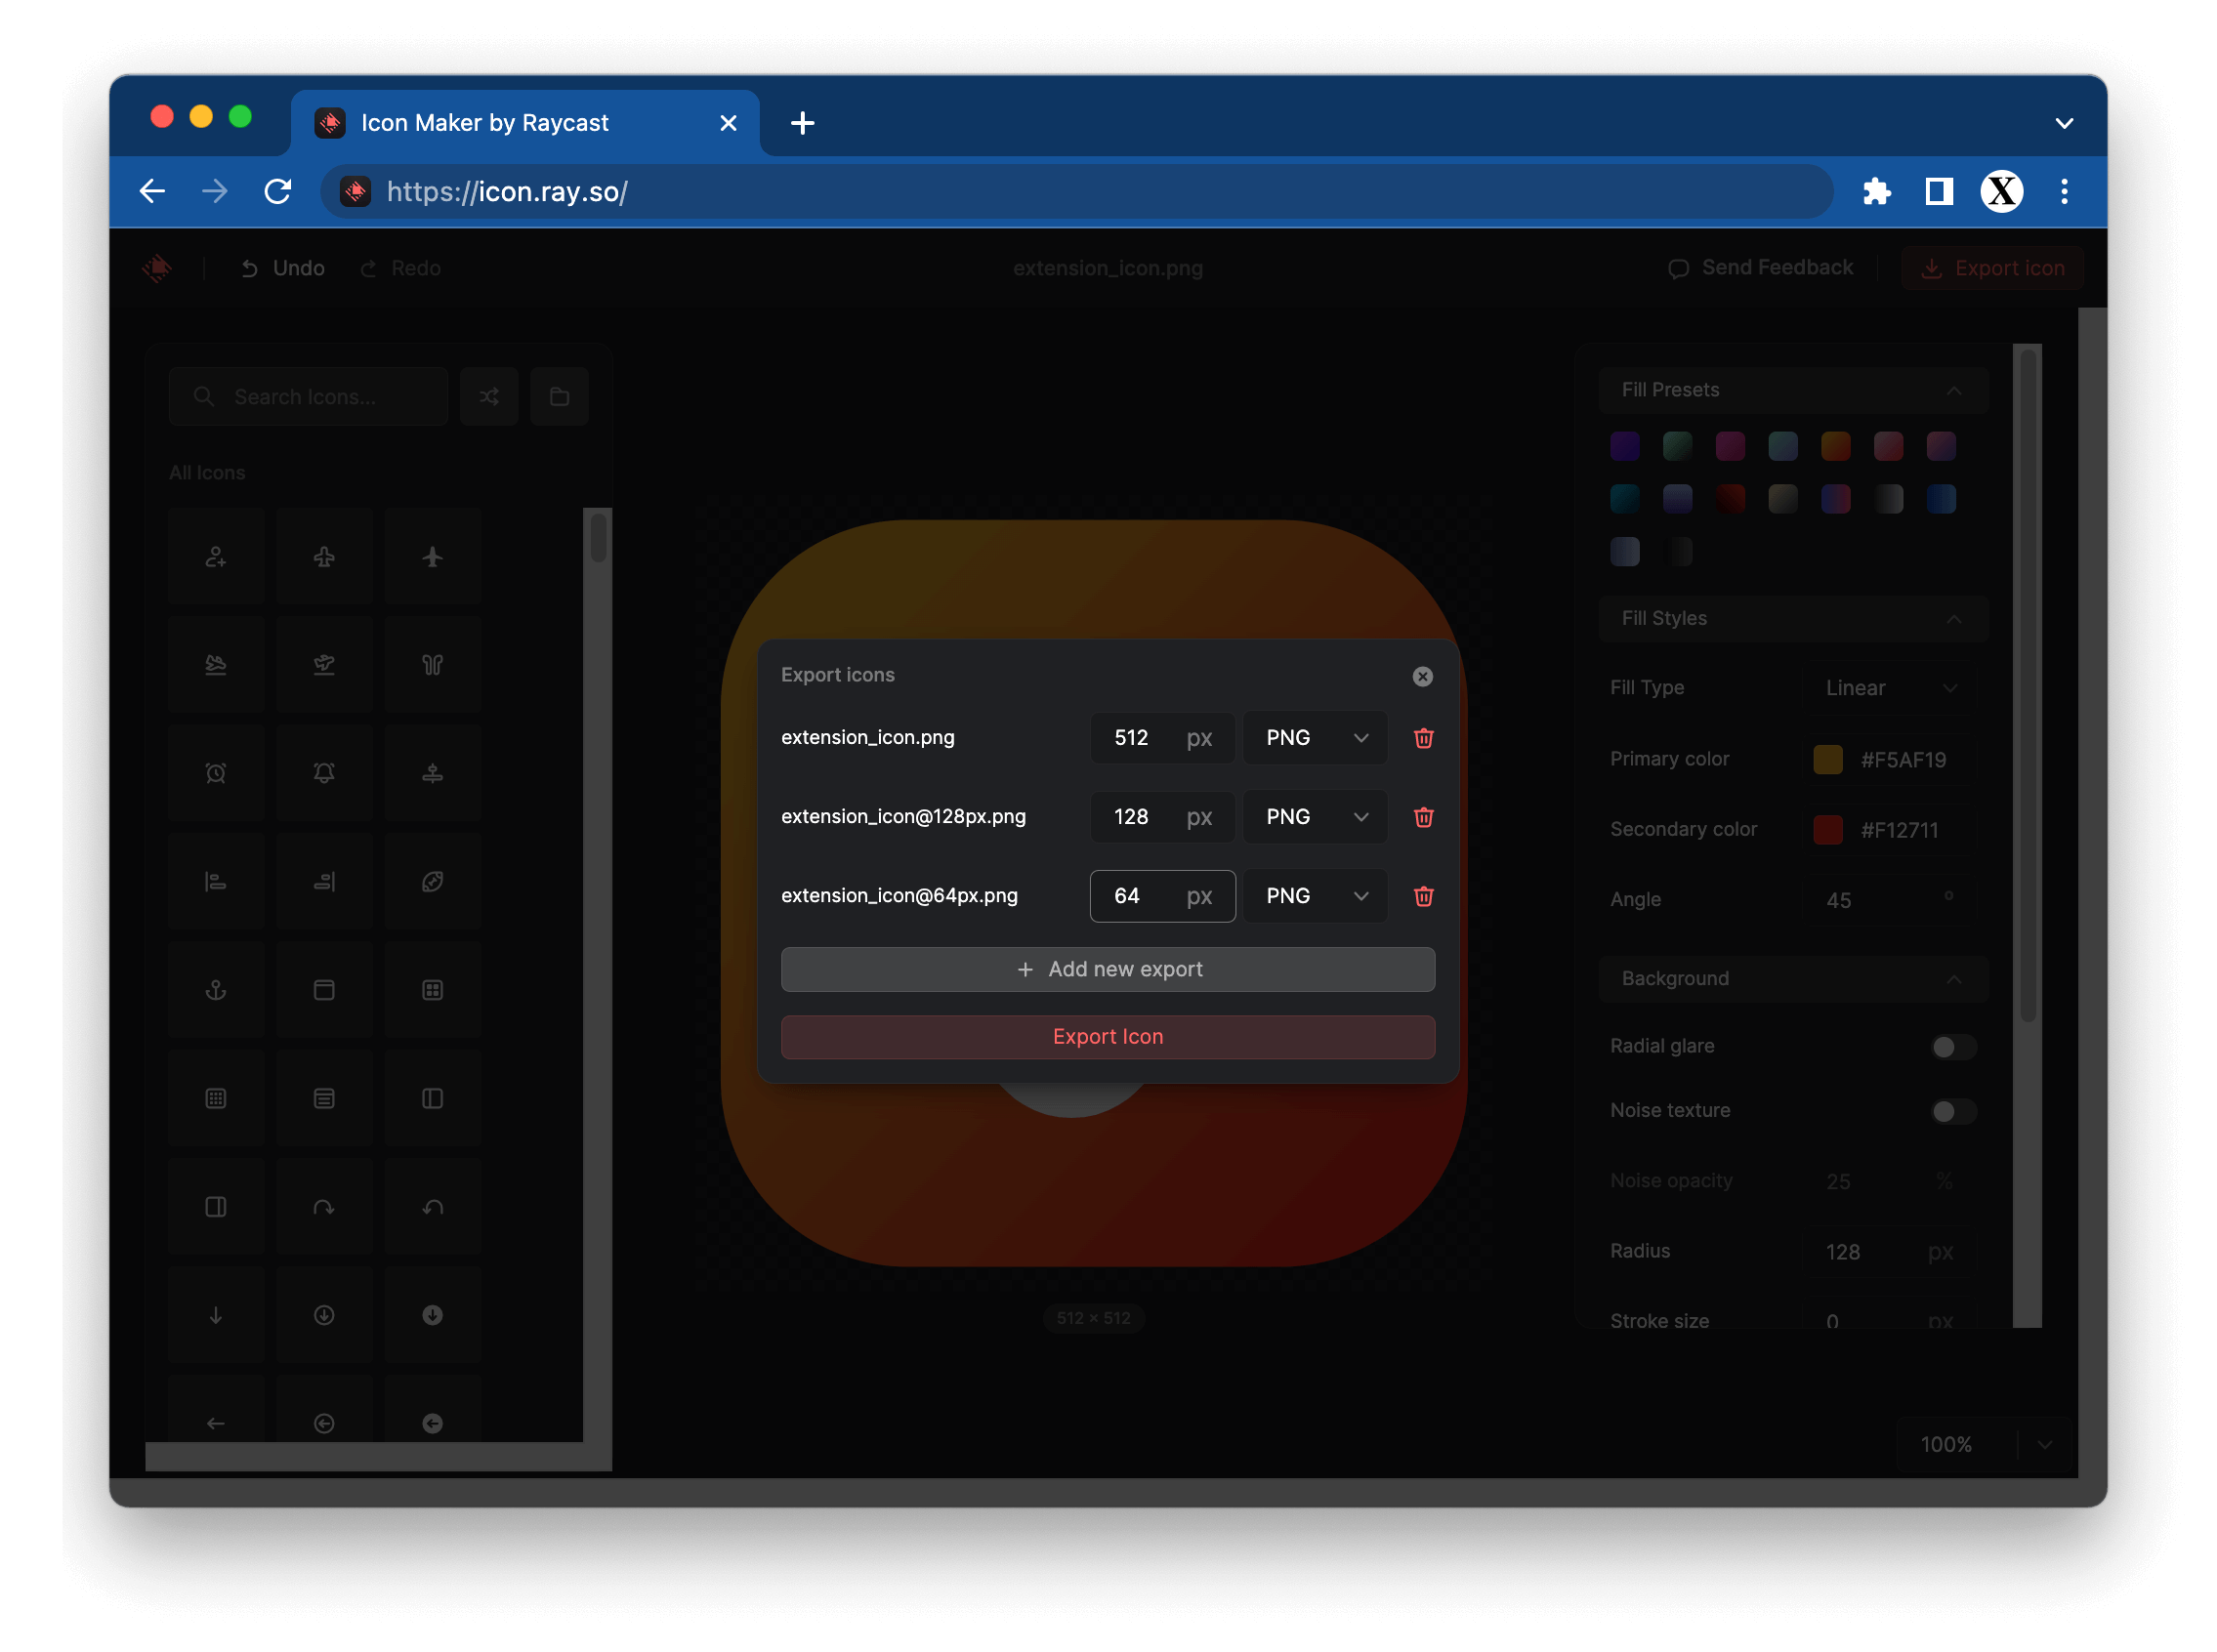 Icon Maker by Raycast
https://icon.ray.so/
X
Undo
Redo
extension_icon.png
Send Feedback
Export icon
Search Icons...
All Icons
Export icons
extension_icon.png 512 px PNG
extension_icon@128px.png 128 px PNG
extension_icon@64px.png 64 px PNG
Add new export
Export Icon
512 × 512
Fill Presets
Fill Styles
Fill Type Linear
Primary color #F5AF19
Secondary color #F12711
Angle 45 °
Background
Radial glare
Noise texture
Noise opacity 25 %
Radius 128 px
Stroke size 0 px
100%